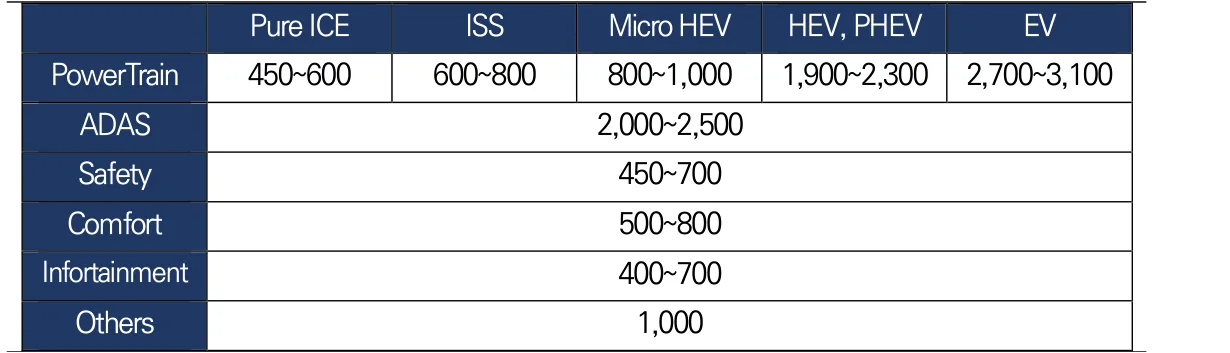 Pure ICE ISS Micro HEV HEV, PHEV EV
PowerTrain 450~600 600~800 800~1,000 1,900~2,300 2,700~3,100
ADAS 2,000~2,500
Safety 450~700
Comfort 500~800
Infortainment 400~700
Others 1,000